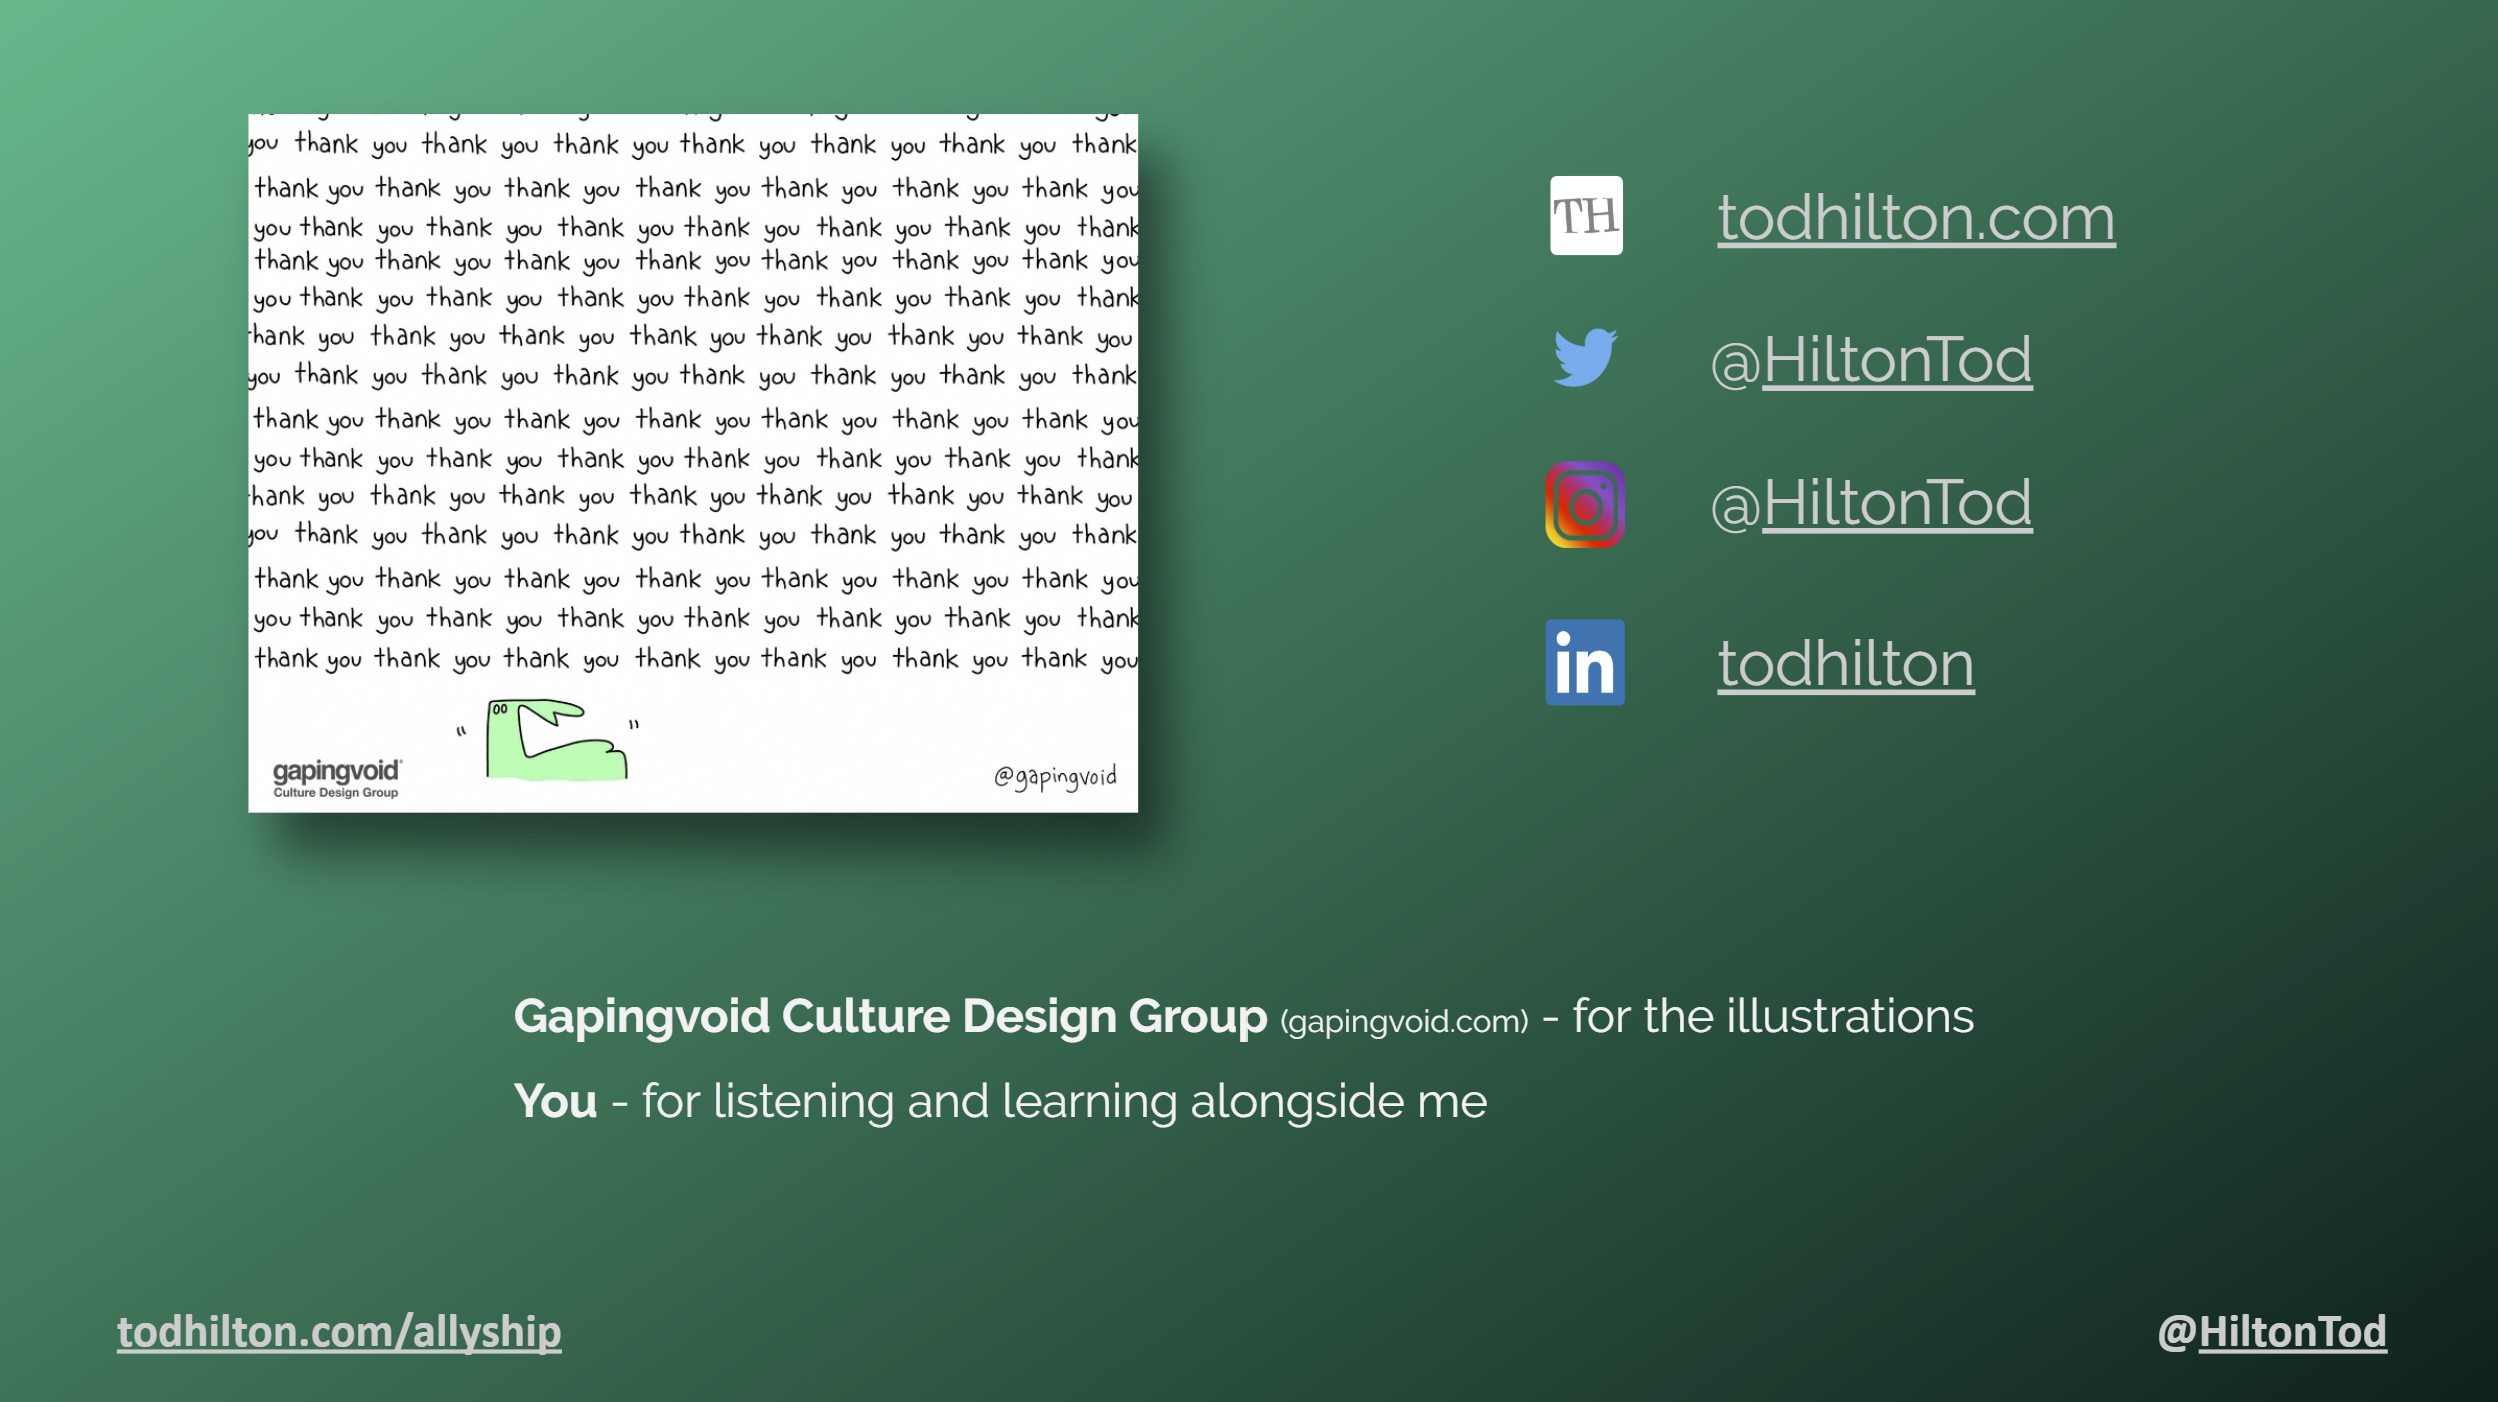 you thank you thank you thank you thank you thank you thank you thank
thank you thank you thank you thank you thank you thank you thank you
you thank you thank you thank you thank you thank you thank you thank
thank you thank you thank you thank you thank you thank you thank you
you thank you thank you thank you thank you thank you thank you thank
thank you thank you thank you thank you thank you thank you thank you
you thank you thank you thank you thank you thank you thank you thank
thank you thank you thank you thank you thank you thank you thank you
you thank you thank you thank you thank you thank you thank you thank
hank you thank you thank you thank you thank you thank you thank you
you thank you thank you thank you thank you thank you thank you thank
thank you thank you thank you thank you thank you thank you thank you
you thank you thank you thank you thank you thank you thank you thank
thank you thank you thank you thank you thank you thank you thank you
gapingvoid®
Culture Design Group
@gapingvoid
TH todhilton.com
@HiltonTod
@HiltonTod
in todhilton
Gapingvoid Culture Design Group (gapingvoid.com) - for the illustrations
You - for listening and learning alongside me
todhilton.com/allyship
@HiltonTod